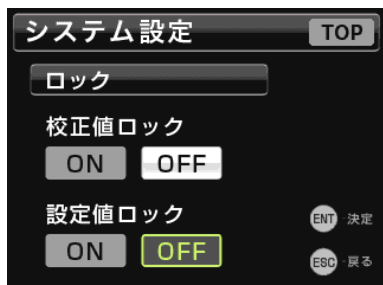 システム設定 TOP
ロック
校正値ロック
ON OFF
設定値ロック
ENT 決定
ON OFF
ESC 戻る